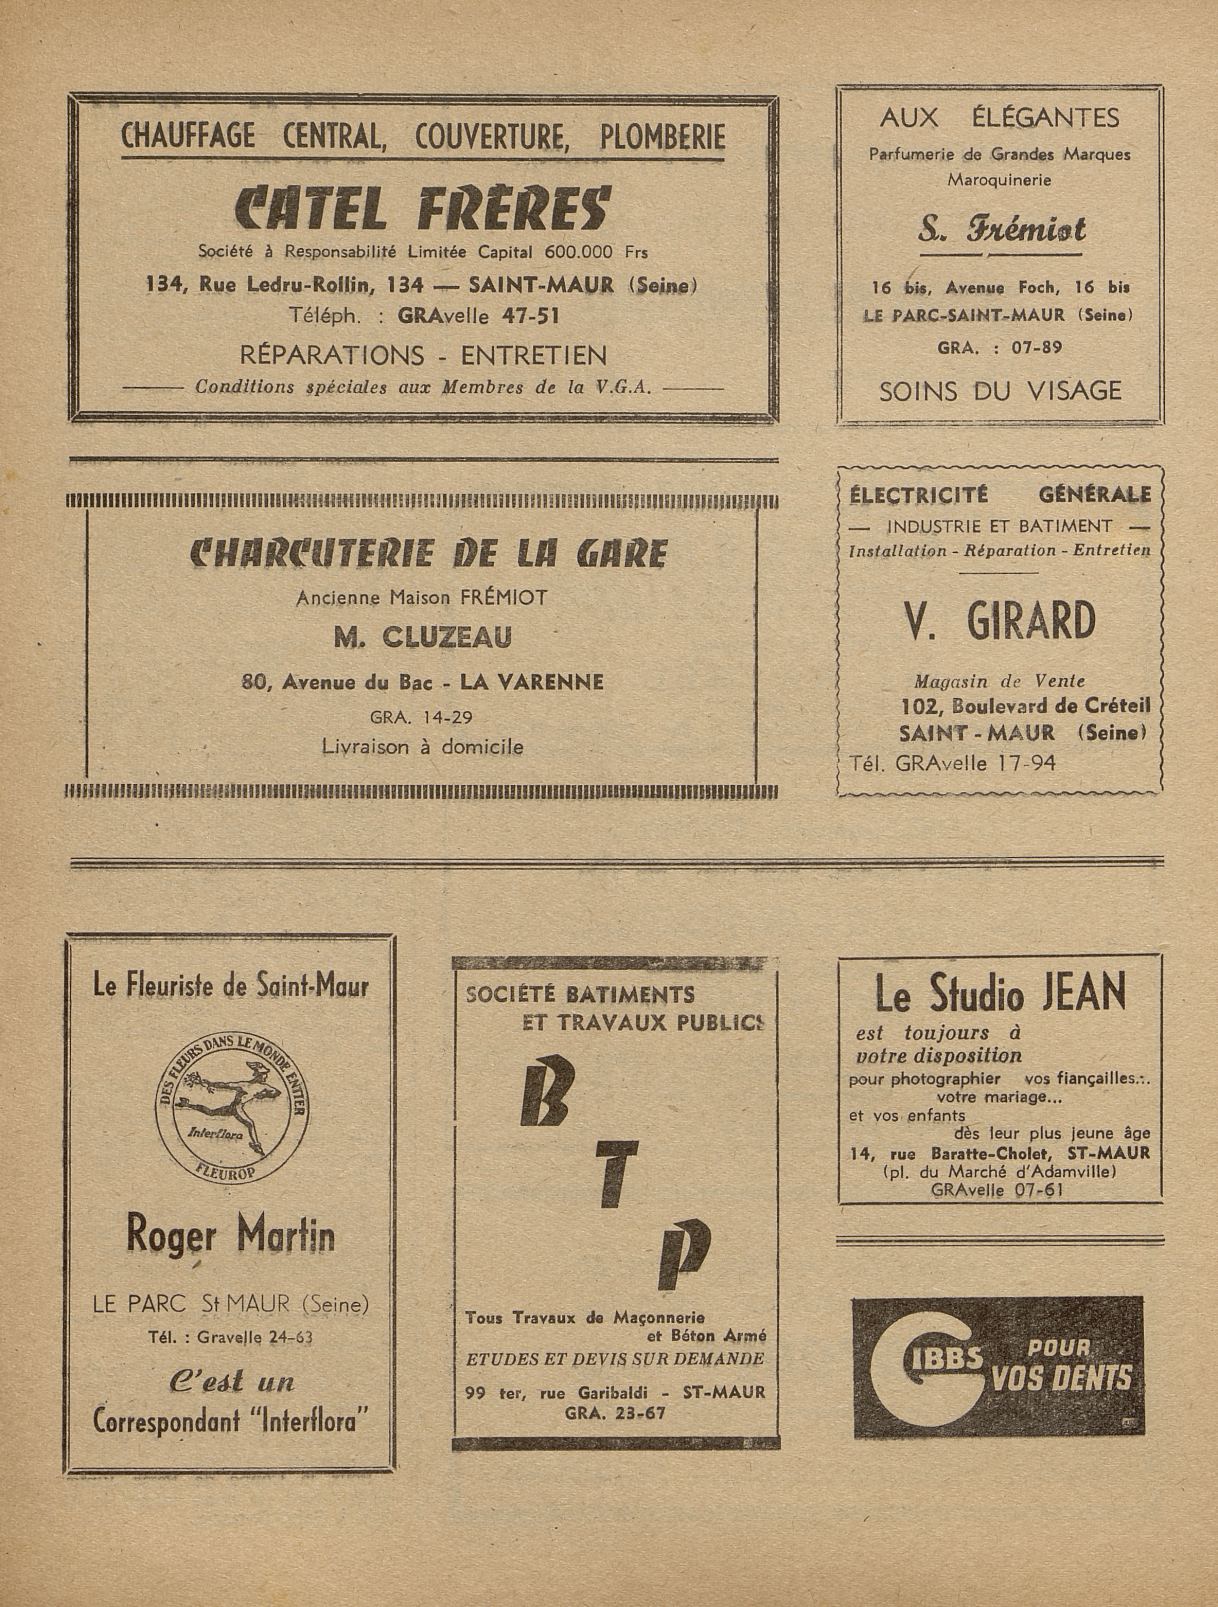 CHAUFFAGE CENTRAL, COUVERTURE, PLOMBERIE
CATEL FRÈRES
Société à Responsabilité Limitée Capital 600.000 Frs
134, Rue Ledru-Rollin, 134 — SAINT-MAUR (Seine)
Téléph. : GRAvelle 47-51
RÉPARATIONS - ENTRETIEN
Conditions spéciales aux Membres de la V.G.A.
AUX ÉLÉGANTES
Parfumerie de Grandes Marques
Maroquinerie
S. Frémiot
16 bis, Avenue Foch, 16 bis
LE PARC-SAINT-MAUR (Seine)
GRA. : 07-89
SOINS DU VISAGE
CHARCUTERIE DE LA GARE
Ancienne Maison FRÉMIOT
M. CLUZEAU
80, Avenue du Bac - LA VARENNE
GRA. 14-29
Livraison à domicile
ÉLECTRICITÉ GÉNÉRALE
— INDUSTRIE ET BATIMENT —
Installation - Réparation - Entretien
V. GIRARD
Magasin de Vente
102, Boulevard de Créteil
SAINT-MAUR (Seine)
Tél. GRAvelle 17-94
Le Fleuriste de Saint-Maur
DES FLEURS DANS LE MONDE ENTIER
Interflora
FLEUROP
Roger Martin
LE PARC St MAUR (Seine)
Tél. : Gravelle 24-63
C'est un
Correspondant "Interflora"
SOCIÉTÉ BATIMENTS
ET TRAVAUX PUBLICS
B
T
P
Tous Travaux de Maçonnerie
et Béton Armé
ETUDES ET DEVIS SUR DEMANDE
99 ter, rue Garibaldi - ST-MAUR
GRA. 23-67
Le Studio JEAN
est toujours à
votre disposition
pour photographier vos fiançailles...
votre mariage...
et vos enfants
dès leur plus jeune âge
14, rue Baratte-Cholet, ST-MAUR
(pl. du Marché d'Adamville)
GRAvelle 07-61
GIBBS
POUR
VOS DENTS